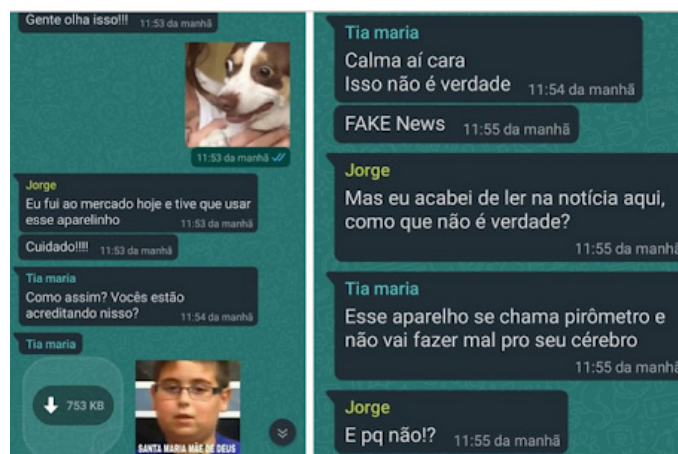 Gente olha isso!!! 11:53 da manhã
11:53 da manhã
Jorge
Eu fui ao mercado hoje e tive que usar
esse aparelinho 11:53 da manhã
Cuidado!!!! 11:53 da manhã
Tia maria
Como assim? Vocês estão
acreditando nisso? 11:54 da manhã
Tia maria
753 KB
SANTA MARIA MÃE DE DEUS
Tia maria
Calma aí cara
Isso não é verdade 11:54 da manhã
FAKE News 11:55 da manhã
Jorge
Mas eu acabei de ler na notícia aqui,
como que não é verdade?
11:55 da manhã
Tia maria
Esse aparelho se chama pirômetro e
não vai fazer mal pro seu cérebro
11:55 da manhã
Jorge
E pq não!? 11:55 da manhã